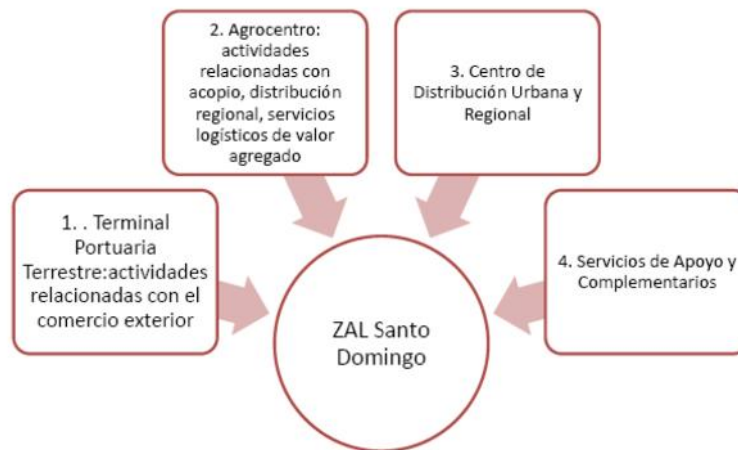 1. . Terminal
Portuaria
Terrestre:actividades
relacionadas con el
comercio exterior
2. Agrocentro:
actividades
relacionadas con
acopio, distribución
regional, servicios
logísticos de valor
agregado
3. Centro de
Distribución Urbana y
Regional
4. Servicios de Apoyo y
Complementarios
ZAL Santo
Domingo